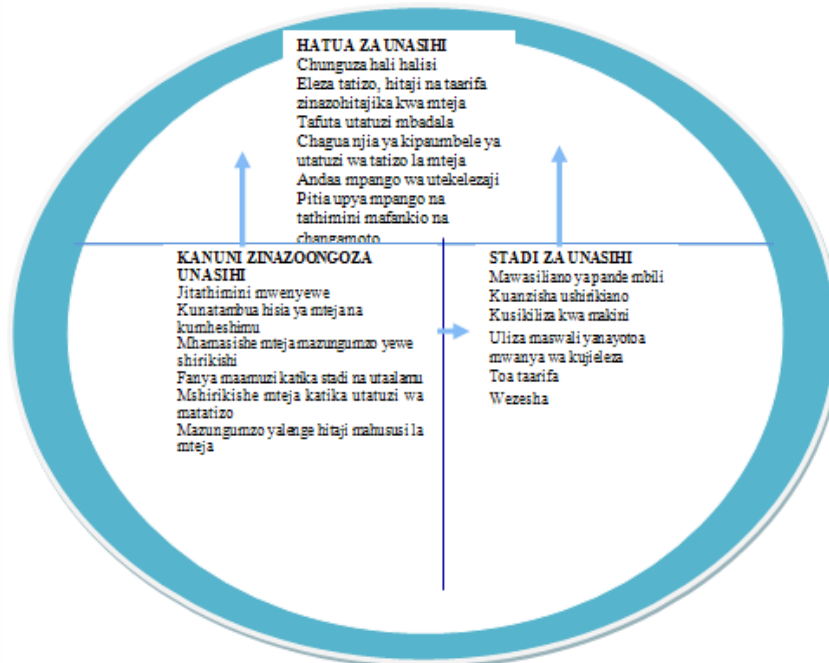 HATUA ZA UNASIHI
Chunguza hali halisi
Eleza tatizo, hitaji na taarifa
zinazohitajika kwa mteja
Tafuta utatuzi mbadala
Chagua njia ya kipaumbele ya
utatuzi wa tatizo la mteja
Andaa mpango wa utekelezaji
Pitia upya mpango na
tathimini mafankio na
changamoto
KANUNI ZINAZOONGOZA
UNASIHI
Jitathimini mwenyewe
Kunatambua hisia ya mteja na
kumheshimu
Mhamasishe mteja mazungumzo yewe
shirikishi
Fanya maamuzi katika stadi na utaalamu
Mshirikishe mteja katika utatuzi wa
matatizo
Mazungumzo yalenge hitaji mahususi la
mteja
STADI ZA UNASIHI
Mawasiliano ya pande mbili
Kuanzisha ushirikiano
Kusikiliza kwa makini
Uliza maswali yanayotoa
mwanya wa kujieleza
Toa taarifa
Wezesha